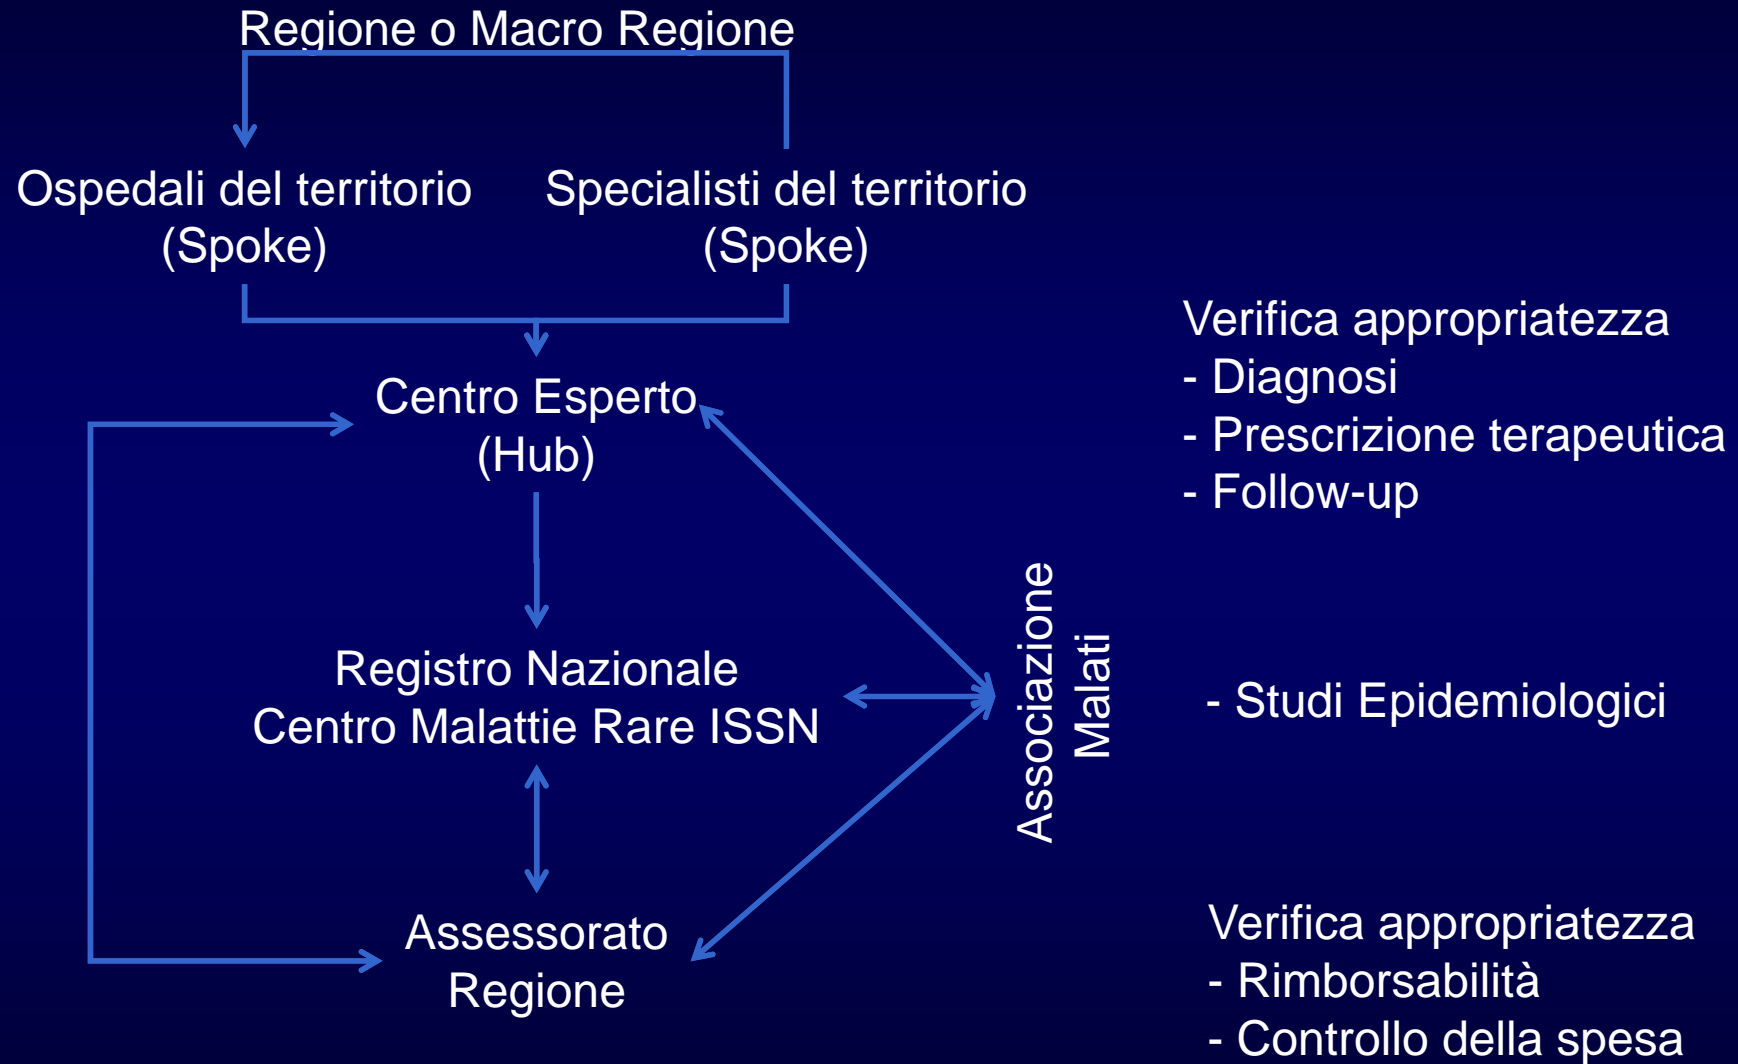 Regione o Macro Regione
Ospedali del territorio
(Spoke)
Specialisti del territorio
(Spoke)
Centro Esperto
(Hub)
Verifica appropriatezza
- Diagnosi
- Prescrizione terapeutica
- Follow-up
Registro Nazionale
Centro Malattie Rare ISSN
Associazione
Malati
- Studi Epidemiologici
Assessorato
Regione
Verifica appropriatezza
- Rimborsabilità
- Controllo della spesa